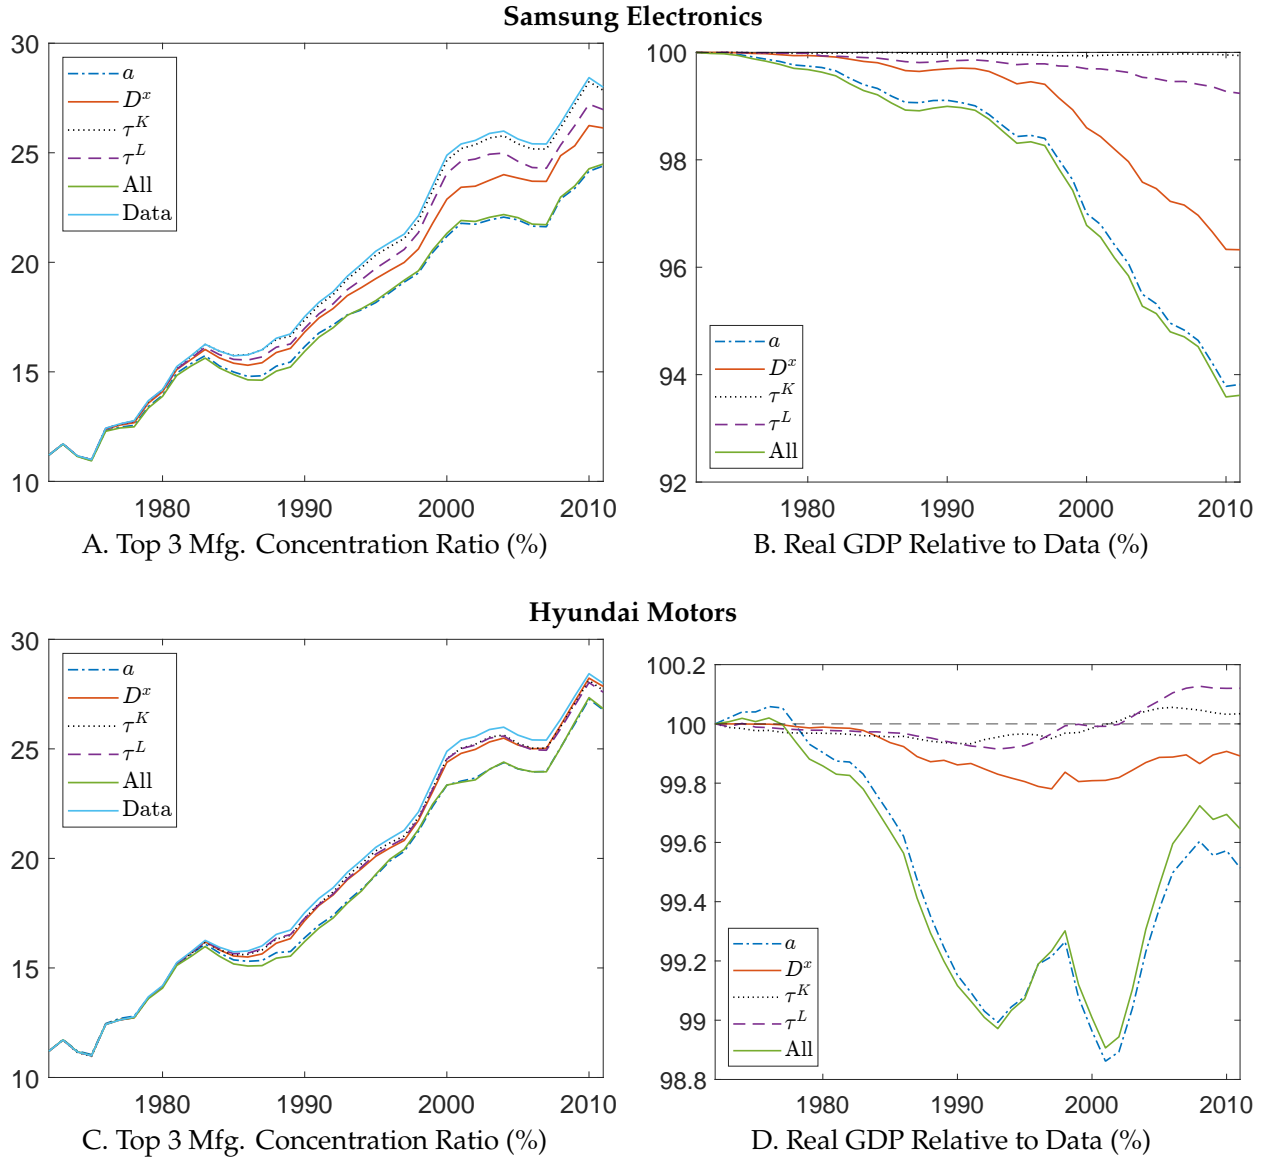 Samsung Electronics
30
25
20
15
10
1980 1990 2000 2010
a
D^x
τ^K
τ^L
All
Data
A. Top 3 Mfg. Concentration Ratio (%)
100
98
96
94
92
1980 1990 2000 2010
a
D^x
τ^K
τ^L
All
B. Real GDP Relative to Data (%)
Hyundai Motors
30
25
20
15
10
1980 1990 2000 2010
a
D^x
τ^K
τ^L
All
Data
C. Top 3 Mfg. Concentration Ratio (%)
100.2
100
99.8
99.6
99.4
99.2
99
98.8
1980 1990 2000 2010
a
D^x
τ^K
τ^L
All
D. Real GDP Relative to Data (%)